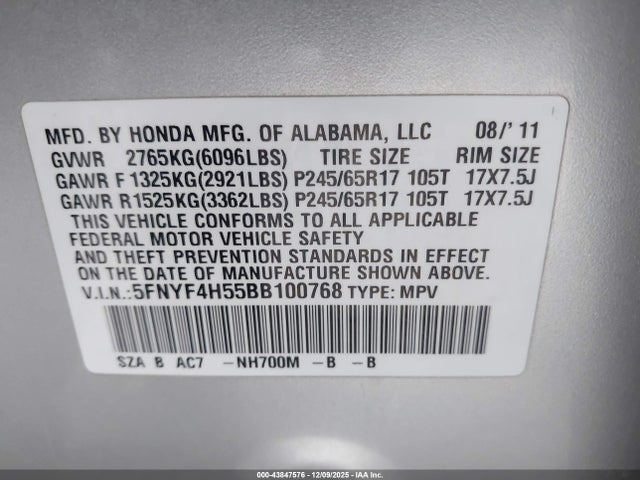 MFD. BY HONDA MFG. OF ALABAMA, LLC 08/'11
GVWR 2765KG(6096LBS) TIRE SIZE RIM SIZE
GAWR F 1325KG(2921LBS) P245/65R17 105T 17X7.5J
GAWR R1525KG(3362LBS) P245/65R17 105T 17X7.5J
THIS VEHICLE CONFORMS TO ALL APPLICABLE
FEDERAL MOTOR VEHICLE SAFETY
AND THEFT PREVENTION STANDARDS IN EFFECT
ON THE DATE OF MANUFACTURE SHOWN ABOVE.
V.I.N.:5FNYF4H55BB100768 TYPE: MPV
SZA B AC7 -NH700M -B -B
000-43847576 - 12/09/2025 - IAA Inc.